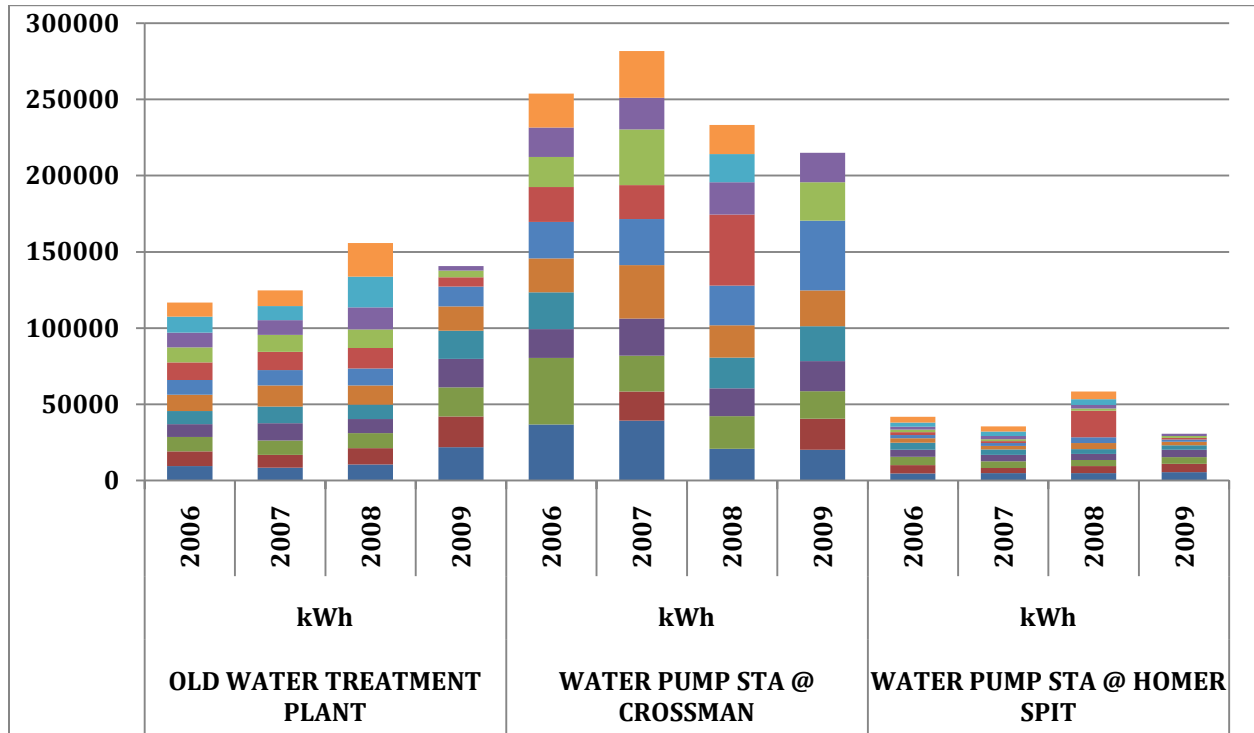 300000
250000
200000
150000
100000
50000
0
2006
2007
2008
2009
2006
2007
2008
2009
2006
2007
2008
2009
kWh
kWh
kWh
OLD WATER TREATMENT
PLANT
WATER PUMP STA @
CROSSMAN
WATER PUMP STA @ HOMER
SPIT